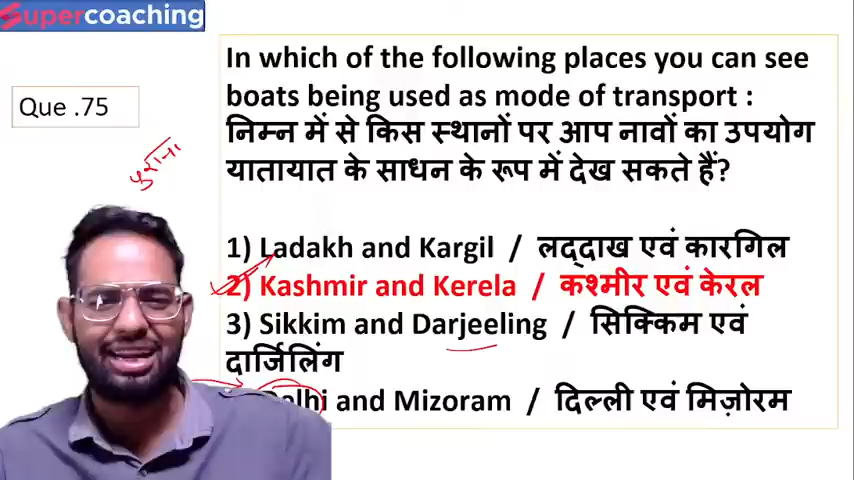 Supercoaching
Que .75
पुराना
In which of the following places you can see
boats being used as mode of transport :
निम्न में से किस स्थानों पर आप नावों का उपयोग
यातायात के साधन के रूप में देख सकते हैं?
1) Ladakh and Kargil / लद्दाख एवं कारगिल
2) Kashmir and Kerela / कश्मीर एवं केरल
3) Sikkim and Darjeeling / सिक्किम एवं
दार्जिलिंग
Delhi and Mizoram / दिल्ली एवं मिज़ोरम